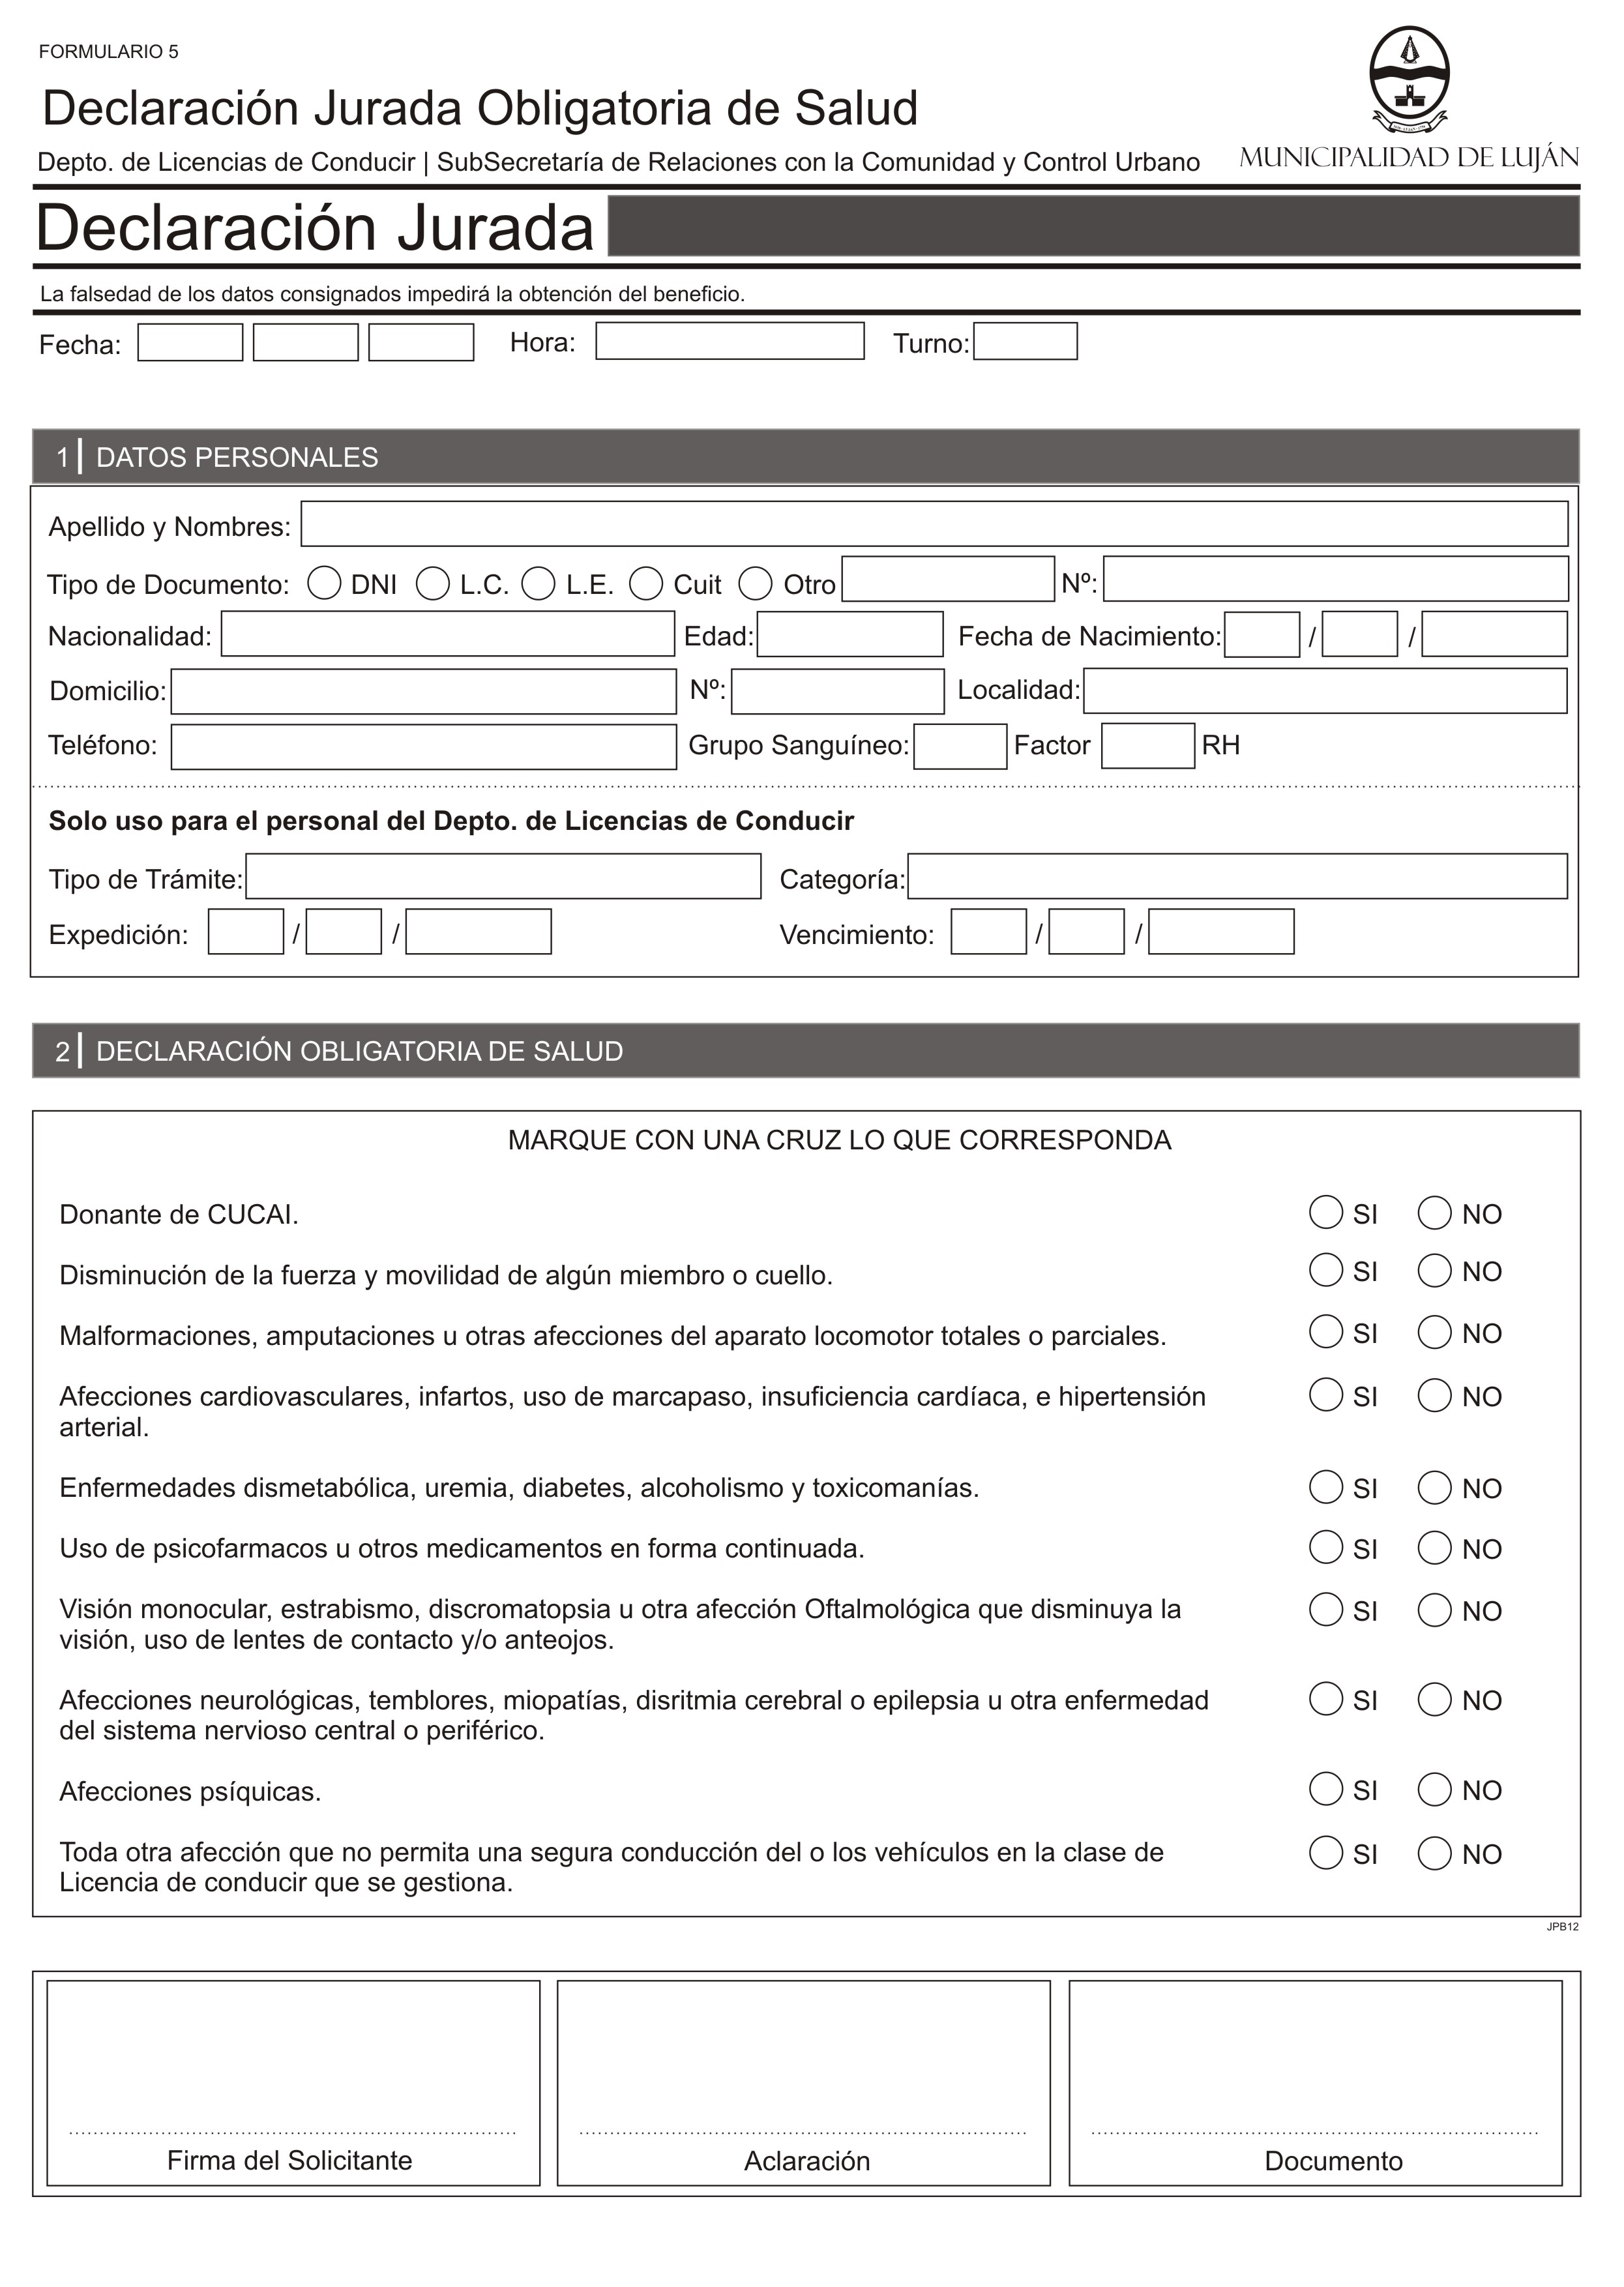 FORMULARIO 5
Declaración Jurada Obligatoria de Salud
Depto. de Licencias de Conducir | SubSecretaría de Relaciones con la Comunidad y Control Urbano
MUNICIPALIDAD DE LUJÁN
Declaración Jurada
La falsedad de los datos consignados impedirá la obtención del beneficio.
Fecha: Hora: Turno:
1 DATOS PERSONALES
Apellido y Nombres:
Tipo de Documento: DNI L.C. L.E. Cuit Otro Nº:
Nacionalidad: Edad: Fecha de Nacimiento: / /
Domicilio: Nº: Localidad:
Teléfono: Grupo Sanguíneo: Factor RH
Solo uso para el personal del Depto. de Licencias de Conducir
Tipo de Trámite: Categoría:
Expedición: / / Vencimiento: / /
2 DECLARACIÓN OBLIGATORIA DE SALUD
MARQUE CON UNA CRUZ LO QUE CORRESPONDA
Donante de CUCAI. SI NO
Disminución de la fuerza y movilidad de algún miembro o cuello. SI NO
Malformaciones, amputaciones u otras afecciones del aparato locomotor totales o parciales. SI NO
Afecciones cardiovasculares, infartos, uso de marcapaso, insuficiencia cardíaca, e hipertensión SI NO
arterial.
Enfermedades dismetabólica, uremia, diabetes, alcoholismo y toxicomanías. SI NO
Uso de psicofarmacos u otros medicamentos en forma continuada. SI NO
Visión monocular, estrabismo, discromatopsia u otra afección Oftalmológica que disminuya la SI NO
visión, uso de lentes de contacto y/o anteojos.
Afecciones neurológicas, temblores, miopatías, disritmia cerebral o epilepsia u otra enfermedad SI NO
del sistema nervioso central o periférico.
Afecciones psíquicas. SI NO
Toda otra afección que no permita una segura conducción del o los vehículos en la clase de SI NO
Licencia de conducir que se gestiona.
JPB12
Firma del Solicitante Aclaración Documento